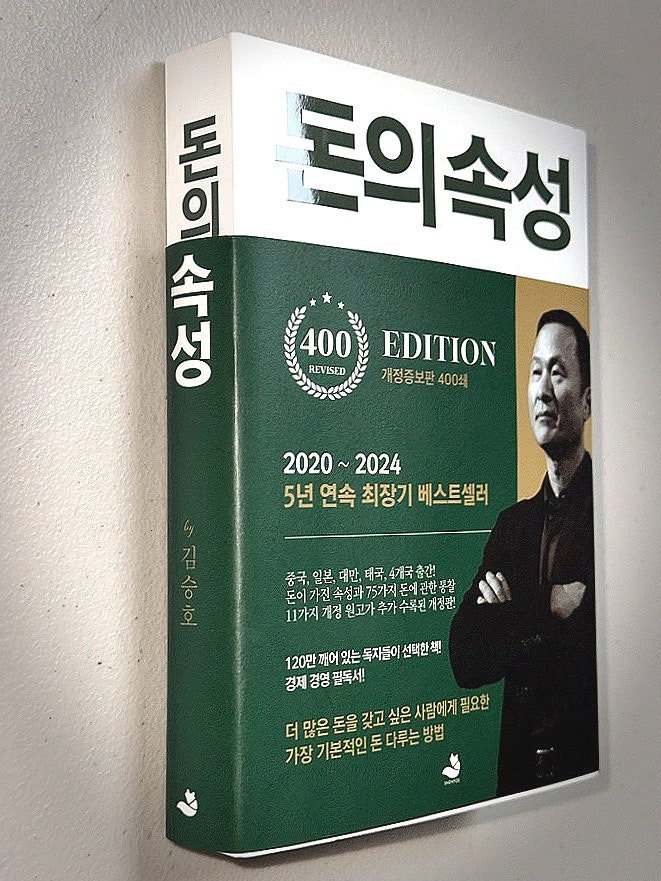 돈의 속성
by 김승호
돈의 속성
400
REVISED
EDITION
개정증보판 400쇄
2020 ~ 2024
5년 연속 최장기 베스트셀러
중국, 일본, 대만, 태국, 4개국 출간!
돈이 가진 속성과 75가지 돈에 관한 통찰
11가지 개경 원고가 추가 수록된 개정판!
120만 깨어 있는 독자들이 선택한 책!
경제 경영 필독서!
더 많은 돈을 갖고 싶은 사람에게 필요한
가장 기본적인 돈 다루는 방법
SNOWFOX